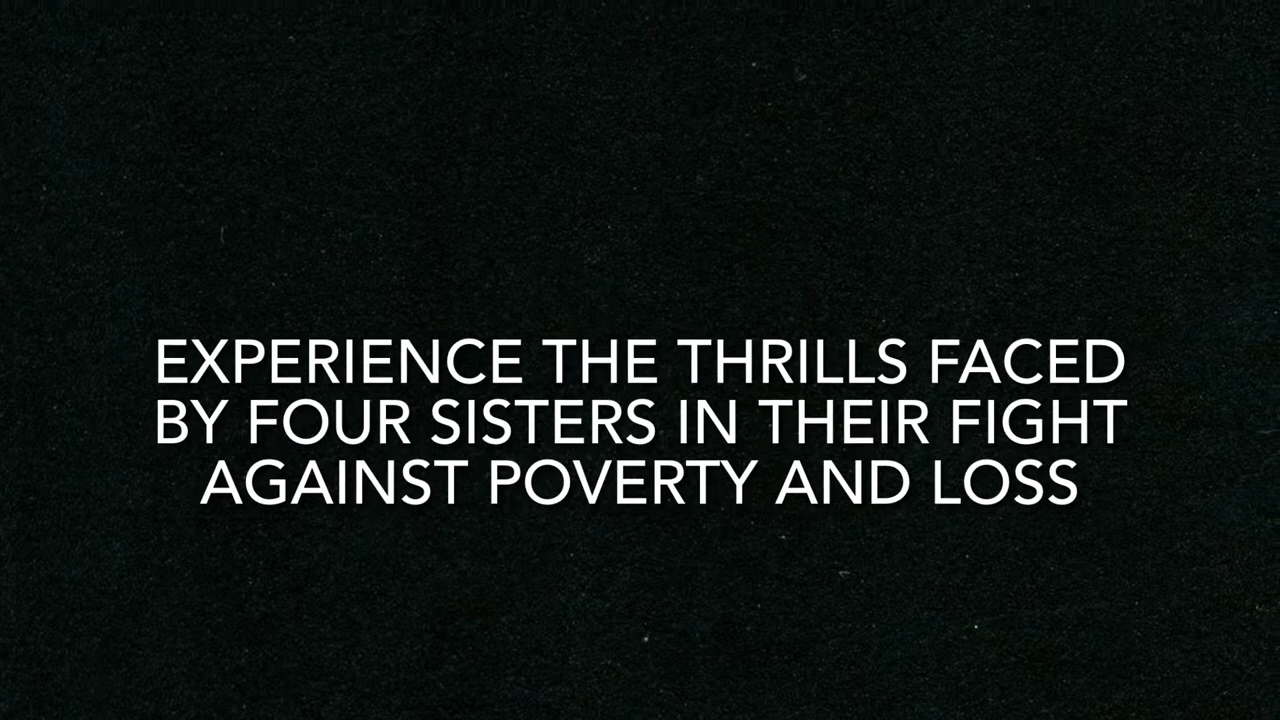 EXPERIENCE THE THRILLS FACED
BY FOUR SISTERS IN THEIR FIGHT
AGAINST POVERTY AND LOSS